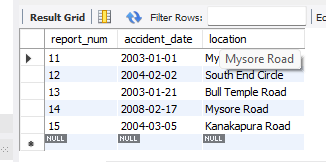 Result Grid Filter Rows:
report_num accident_date location
11 2003-01-01 My
Mysore Road
12 2004-02-02 South End Circle
13 2003-01-21 Bull Temple Road
14 2008-02-17 Mysore Road
15 2004-03-05 Kanakapura Road
NULL NULL NULL